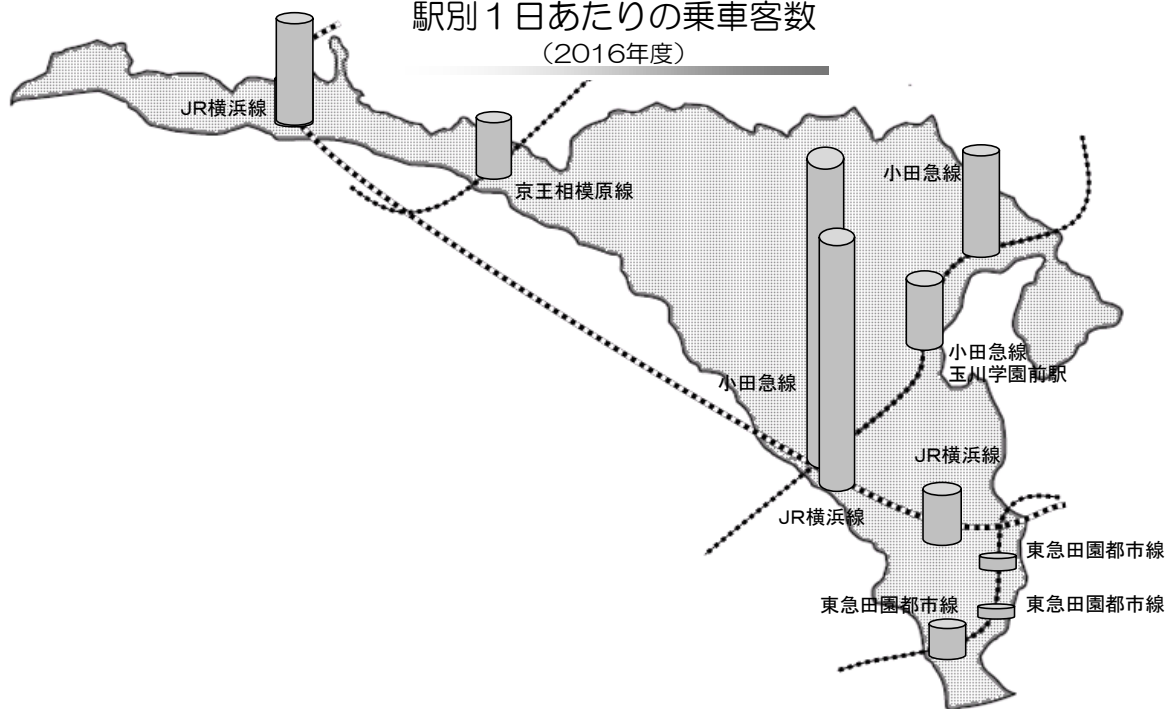 駅別１日あたりの乗車客数
（2016年度）
JR横浜線
京王相模原線
小田急線
小田急線
玉川学園前駅
小田急線
JR横浜線
JR横浜線
東急田園都市線
東急田園都市線
東急田園都市線